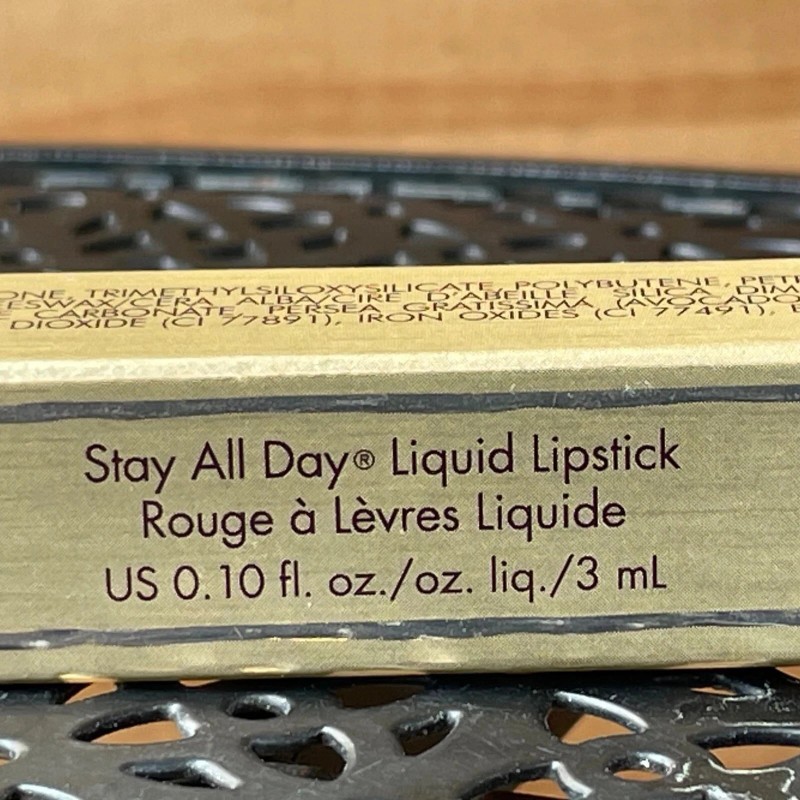 ONE, TRIMETHYLSILOXYSILICATE, POLYBUTENE,
CERA ALBA/CIRE D'ABEILLE, SILICA,
CARBONATE, PERSEA GRATISSIMA (AVOCADO
DIOXIDE (CI 77891), IRON OXIDES (CI 77491),
Stay All Day® Liquid Lipstick
Rouge à Lèvres Liquide
US 0.10 fl. oz./oz. liq./3 mL